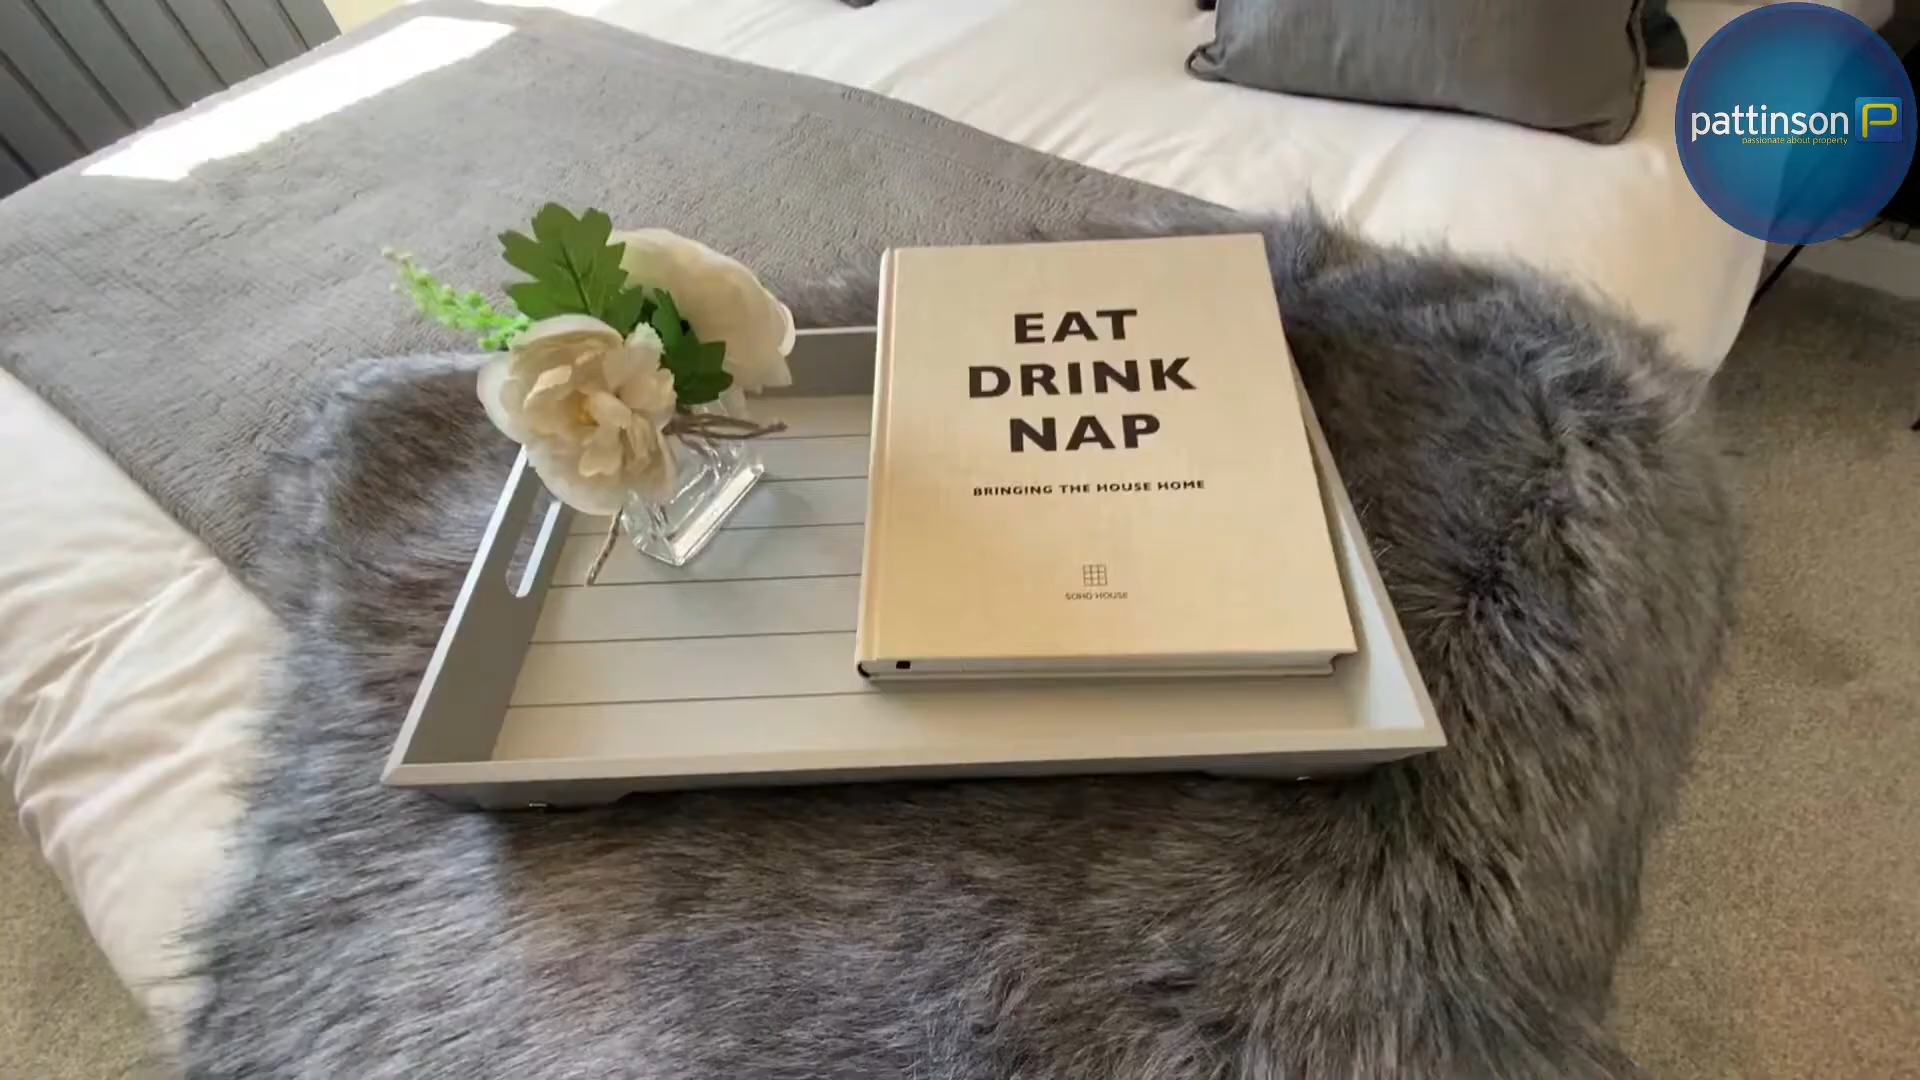 pattinson
passionate about property
EAT
DRINK
NAP
BRINGING THE HOUSE HOME
SOHO HOUSE